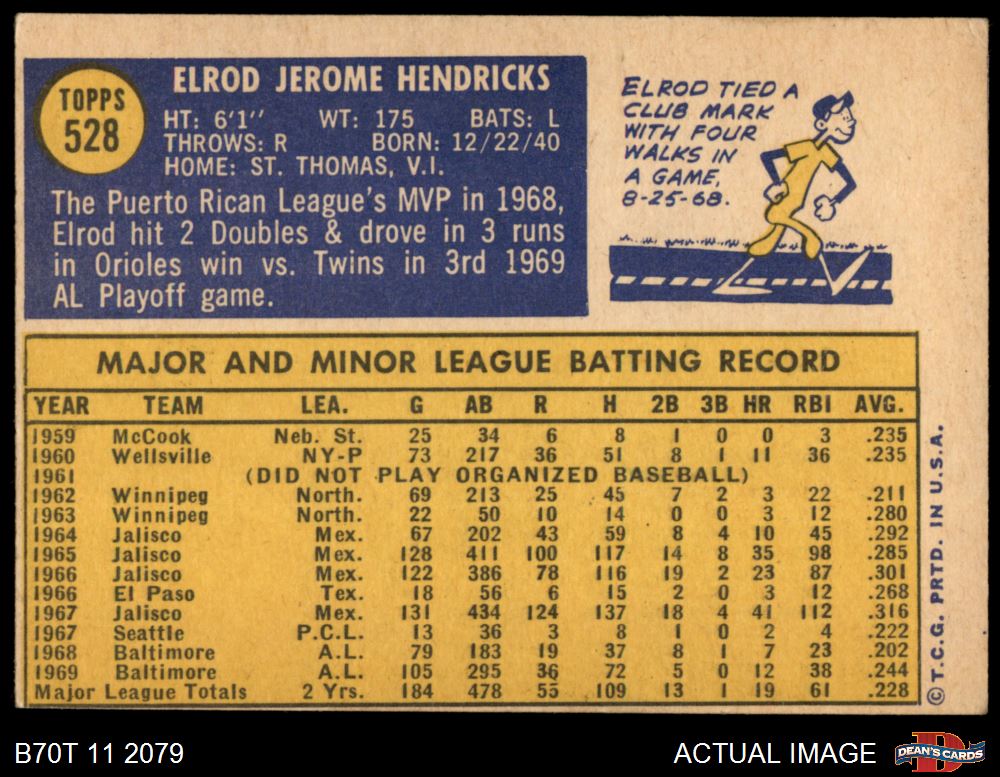 TOPPS
528
ELROD JEROME HENDRICKS
HT: 6'1'' WT: 175 BATS: L
THROWS: R BORN: 12/22/40
HOME: ST. THOMAS, V.I.
The Puerto Rican League's MVP in 1968,
Elrod hit 2 Doubles & drove in 3 runs
in Orioles win vs. Twins in 3rd 1969
AL Playoff game.
ELROD TIED A
CLUB MARK
WITH FOUR
WALKS IN
A GAME,
8-25-68.
MAJOR AND MINOR LEAGUE BATTING RECORD
YEAR TEAM LEA. G AB R H 2B 3B HR RBI AVG.
1959 McCook Neb. St. 25 34 6 8 1 0 0 3 .235
1960 Wellsville NY-P 73 217 36 51 8 1 11 36 .235
1961 (DID NOT PLAY ORGANIZED BASEBALL)
1962 Winnipeg North. 69 213 25 45 7 2 3 22 .211
1963 Winnipeg North. 22 50 10 14 0 0 3 12 .280
1964 Jalisco Mex. 67 202 43 59 8 4 10 45 .292
1965 Jalisco Mex. 128 411 100 117 14 8 35 98 .285
1966 Jalisco Mex. 122 386 78 116 19 2 23 87 .301
1966 El Paso Tex. 18 56 6 15 2 0 3 12 .268
1967 Jalisco Mex. 131 434 124 137 18 4 41 112 .316
1967 Seattle P.C.L. 13 36 3 8 1 0 2 4 .222
1968 Baltimore A.L. 79 183 19 37 8 1 7 23 .202
1969 Baltimore A.L. 105 295 36 72 5 0 12 38 .244
Major League Totals 2 Yrs. 184 478 55 109 13 1 19 61 .228
© T.C.G. PRTD. IN U.S.A.
B70T 11 2079
ACTUAL IMAGE
DEAN'S CARDS